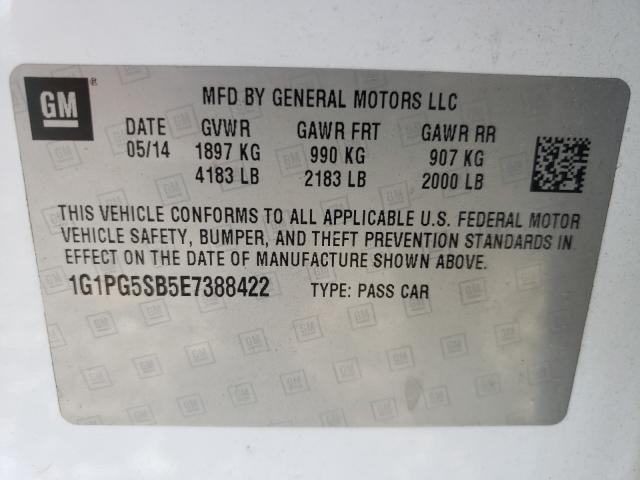 GM® MFD BY GENERAL MOTORS LLC
DATE GVWR GAWR FRT GAWR RR
05/14 1897 KG 990 KG 907 KG
4183 LB 2183 LB 2000 LB
THIS VEHICLE CONFORMS TO ALL APPLICABLE U.S. FEDERAL MOTOR
VEHICLE SAFETY, BUMPER, AND THEFT PREVENTION STANDARDS IN
EFFECT ON THE DATE OF MANUFACTURE SHOWN ABOVE.
1G1PG5SB5E7388422 TYPE: PASS CAR